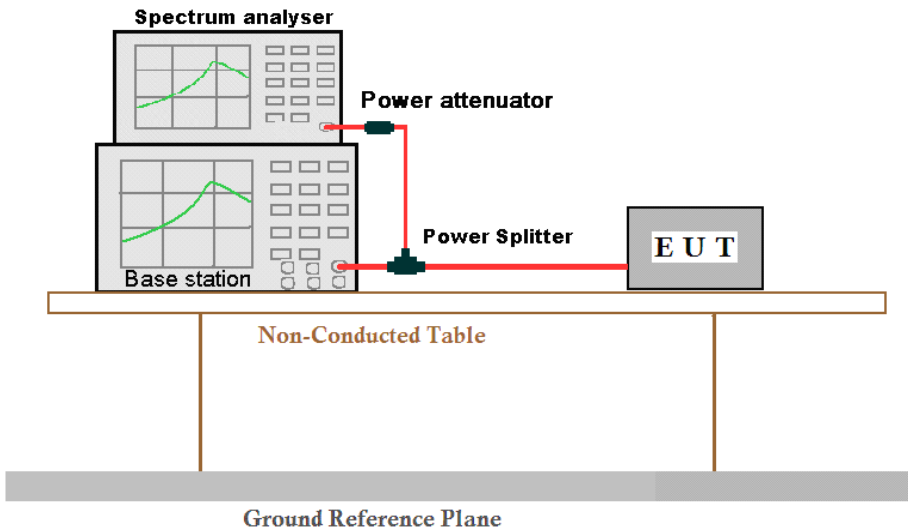 Spectrum analyser
Power attenuator
Power Splitter
E U T
Base station
Non-Conducted Table
Ground Reference Plane